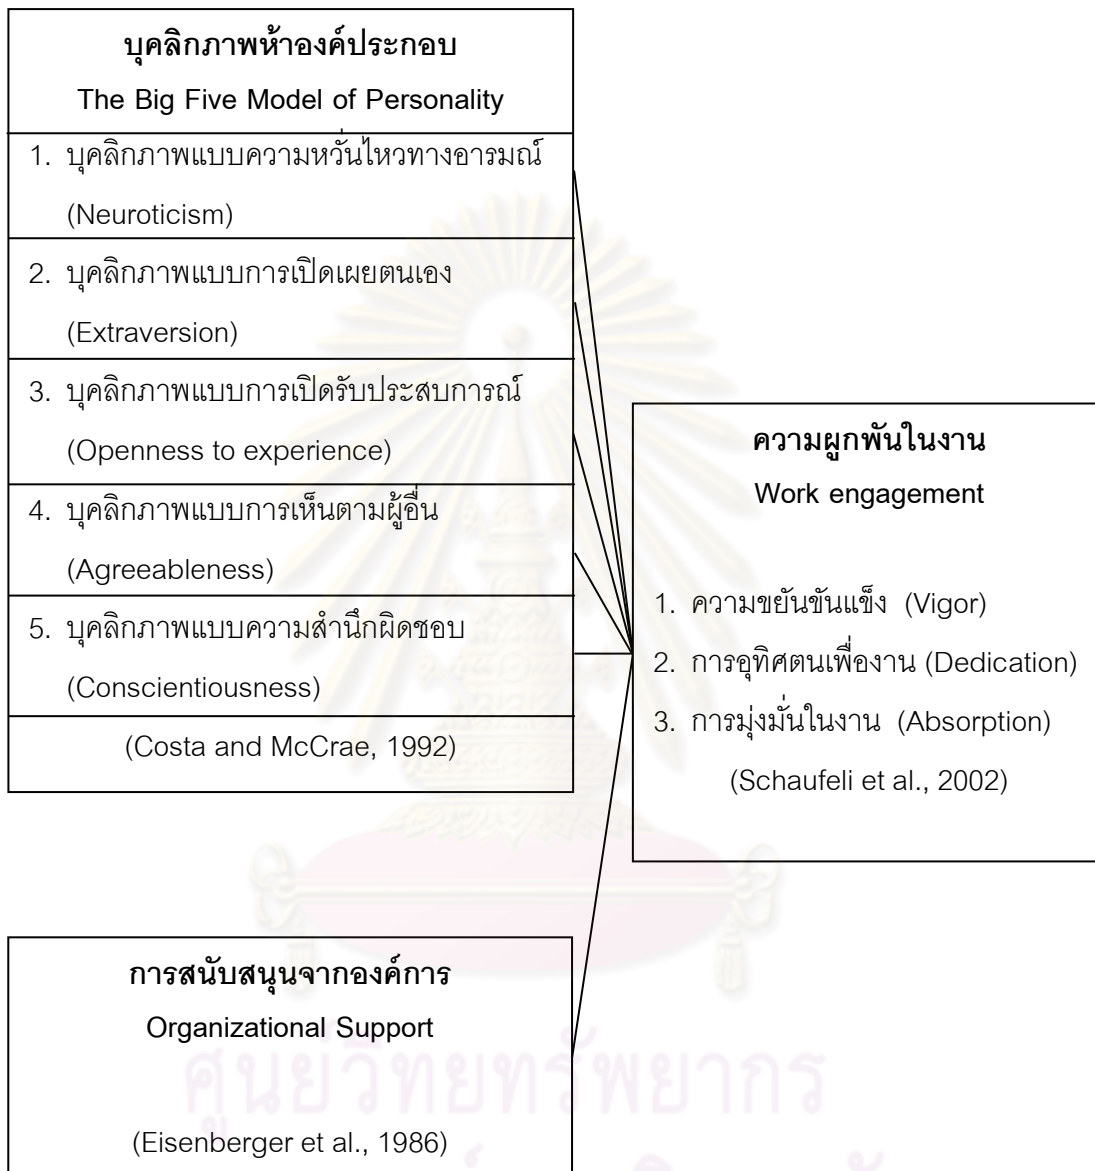 บุคลิกภาพห้าองค์ประกอบ
The Big Five Model of Personality
1. บุคลิกภาพแบบความหวั่นไหวทางอารมณ์
(Neuroticism)
2. บุคลิกภาพแบบการเปิดเผยตนเอง
(Extraversion)
3. บุคลิกภาพแบบการเปิดรับประสบการณ์
(Openness to experience)
4. บุคลิกภาพแบบการเห็นตามผู้อื่น
(Agreeableness)
5. บุคลิกภาพแบบความสำนึกผิดชอบ
(Conscientiousness)
(Costa and McCrae, 1992)
ความผูกพันในงาน
Work engagement
1. ความขยันขันแข็ง (Vigor)
2. การอุทิศตนเพื่องาน (Dedication)
3. การมุ่งมั่นในงาน (Absorption)
(Schaufeli et al., 2002)
การสนับสนุนจากองค์การ
Organizational Support
ศูนย์วิทยทรัพยากร
(Eisenberger et al., 1986)